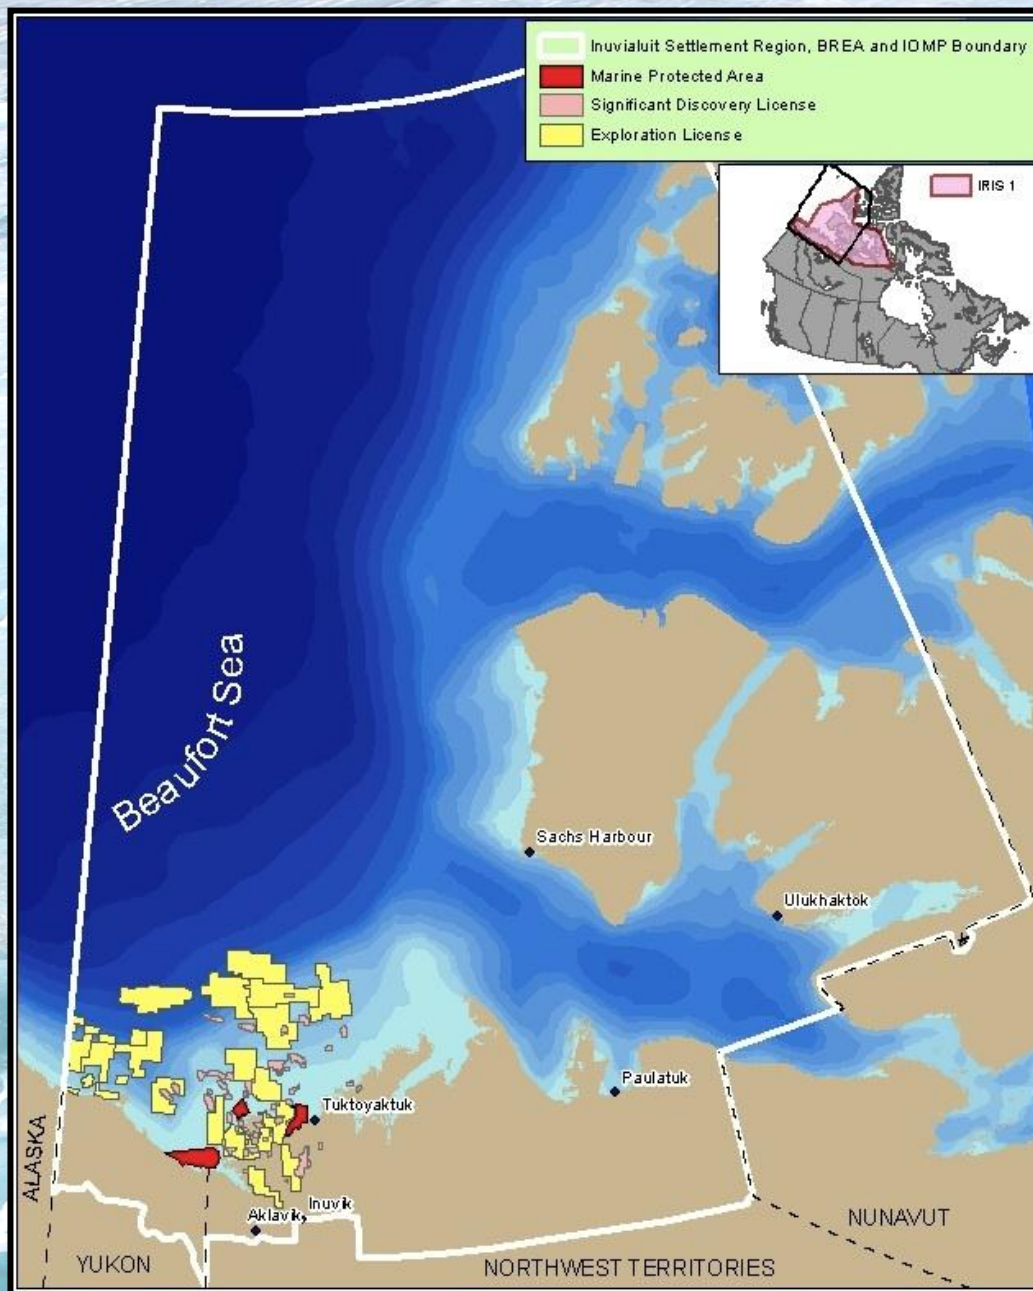 Inuvialuit Settlement Region, BREA and IOMP Boundary
Marine Protected Area
Significant Discovery License
Exploration License
IRIS 1
Beaufort Sea
Sachs Harbour
Ulukhaktok
Paulatuk
Tuktoyaktuk
Inuvik
Aklavik
ALASKA
YUKON
NORTHWEST TERRITORIES
NUNAVUT